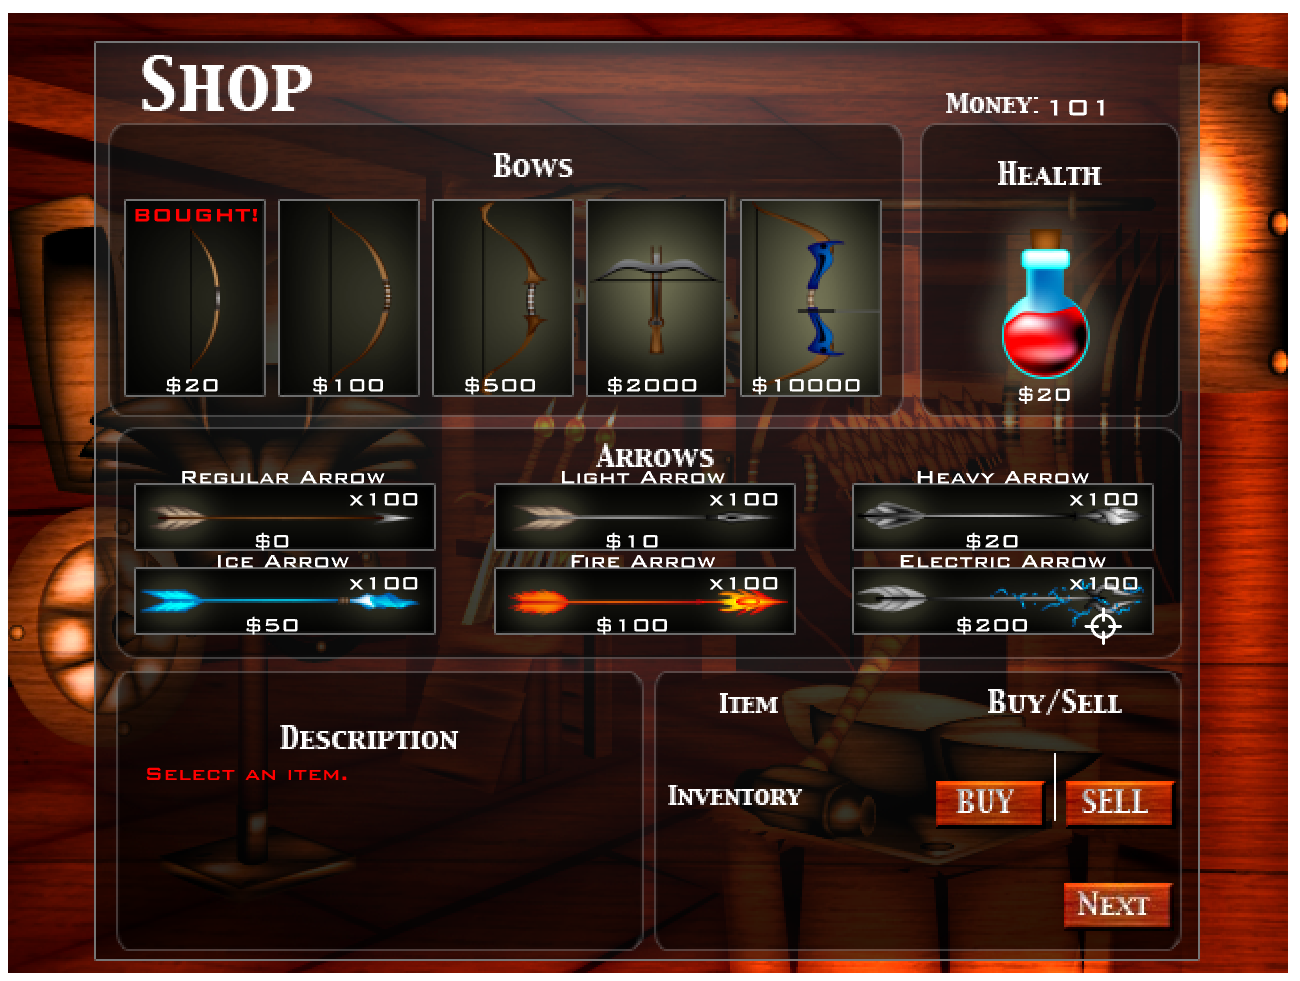 Shop
Money: 101
Bows
Health
BOUGHT!
$20
$100
$500
$2000
$10000
$20
Arrows
Regular Arrow
Light Arrow
Heavy Arrow
x100
x100
x100
$0
$10
$20
Ice Arrow
Fire Arrow
Electric Arrow
x100
x100
x100
$50
$100
$200
Description
Select an item.
Item
Buy/Sell
Inventory
BUY
SELL
Next